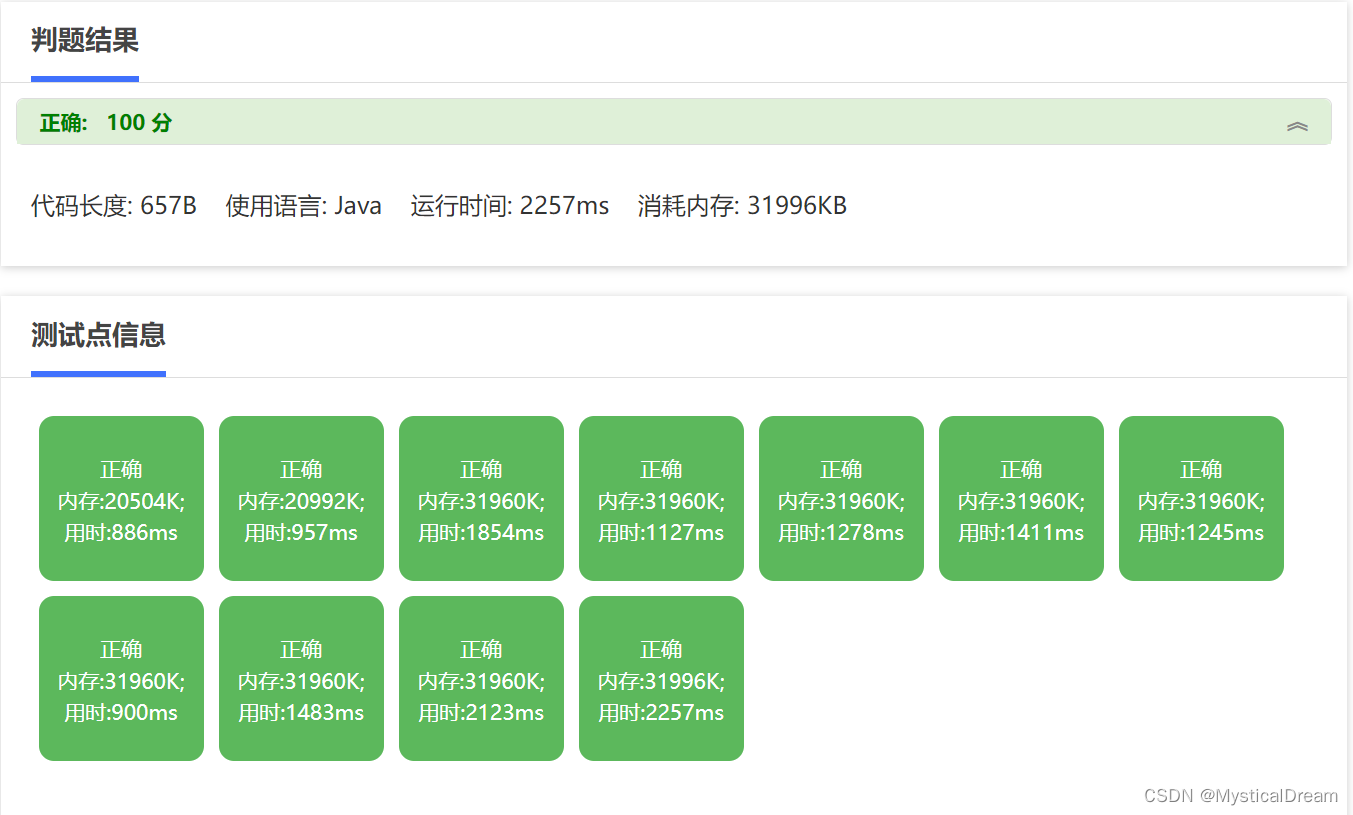 判题结果
正确: 100 分
代码长度: 657B 使用语言: Java 运行时间: 2257ms 消耗内存: 31996KB
测试点信息
正确
内存:20504K;
用时:886ms
正确
内存:20992K;
用时:957ms
正确
内存:31960K;
用时:1854ms
正确
内存:31960K;
用时:1127ms
正确
内存:31960K;
用时:1278ms
正确
内存:31960K;
用时:1411ms
正确
内存:31960K;
用时:1245ms
正确
内存:31960K;
用时:900ms
正确
内存:31960K;
用时:1483ms
正确
内存:31960K;
用时:2123ms
正确
内存:31996K;
用时:2257ms
CSDN @MysticalDream